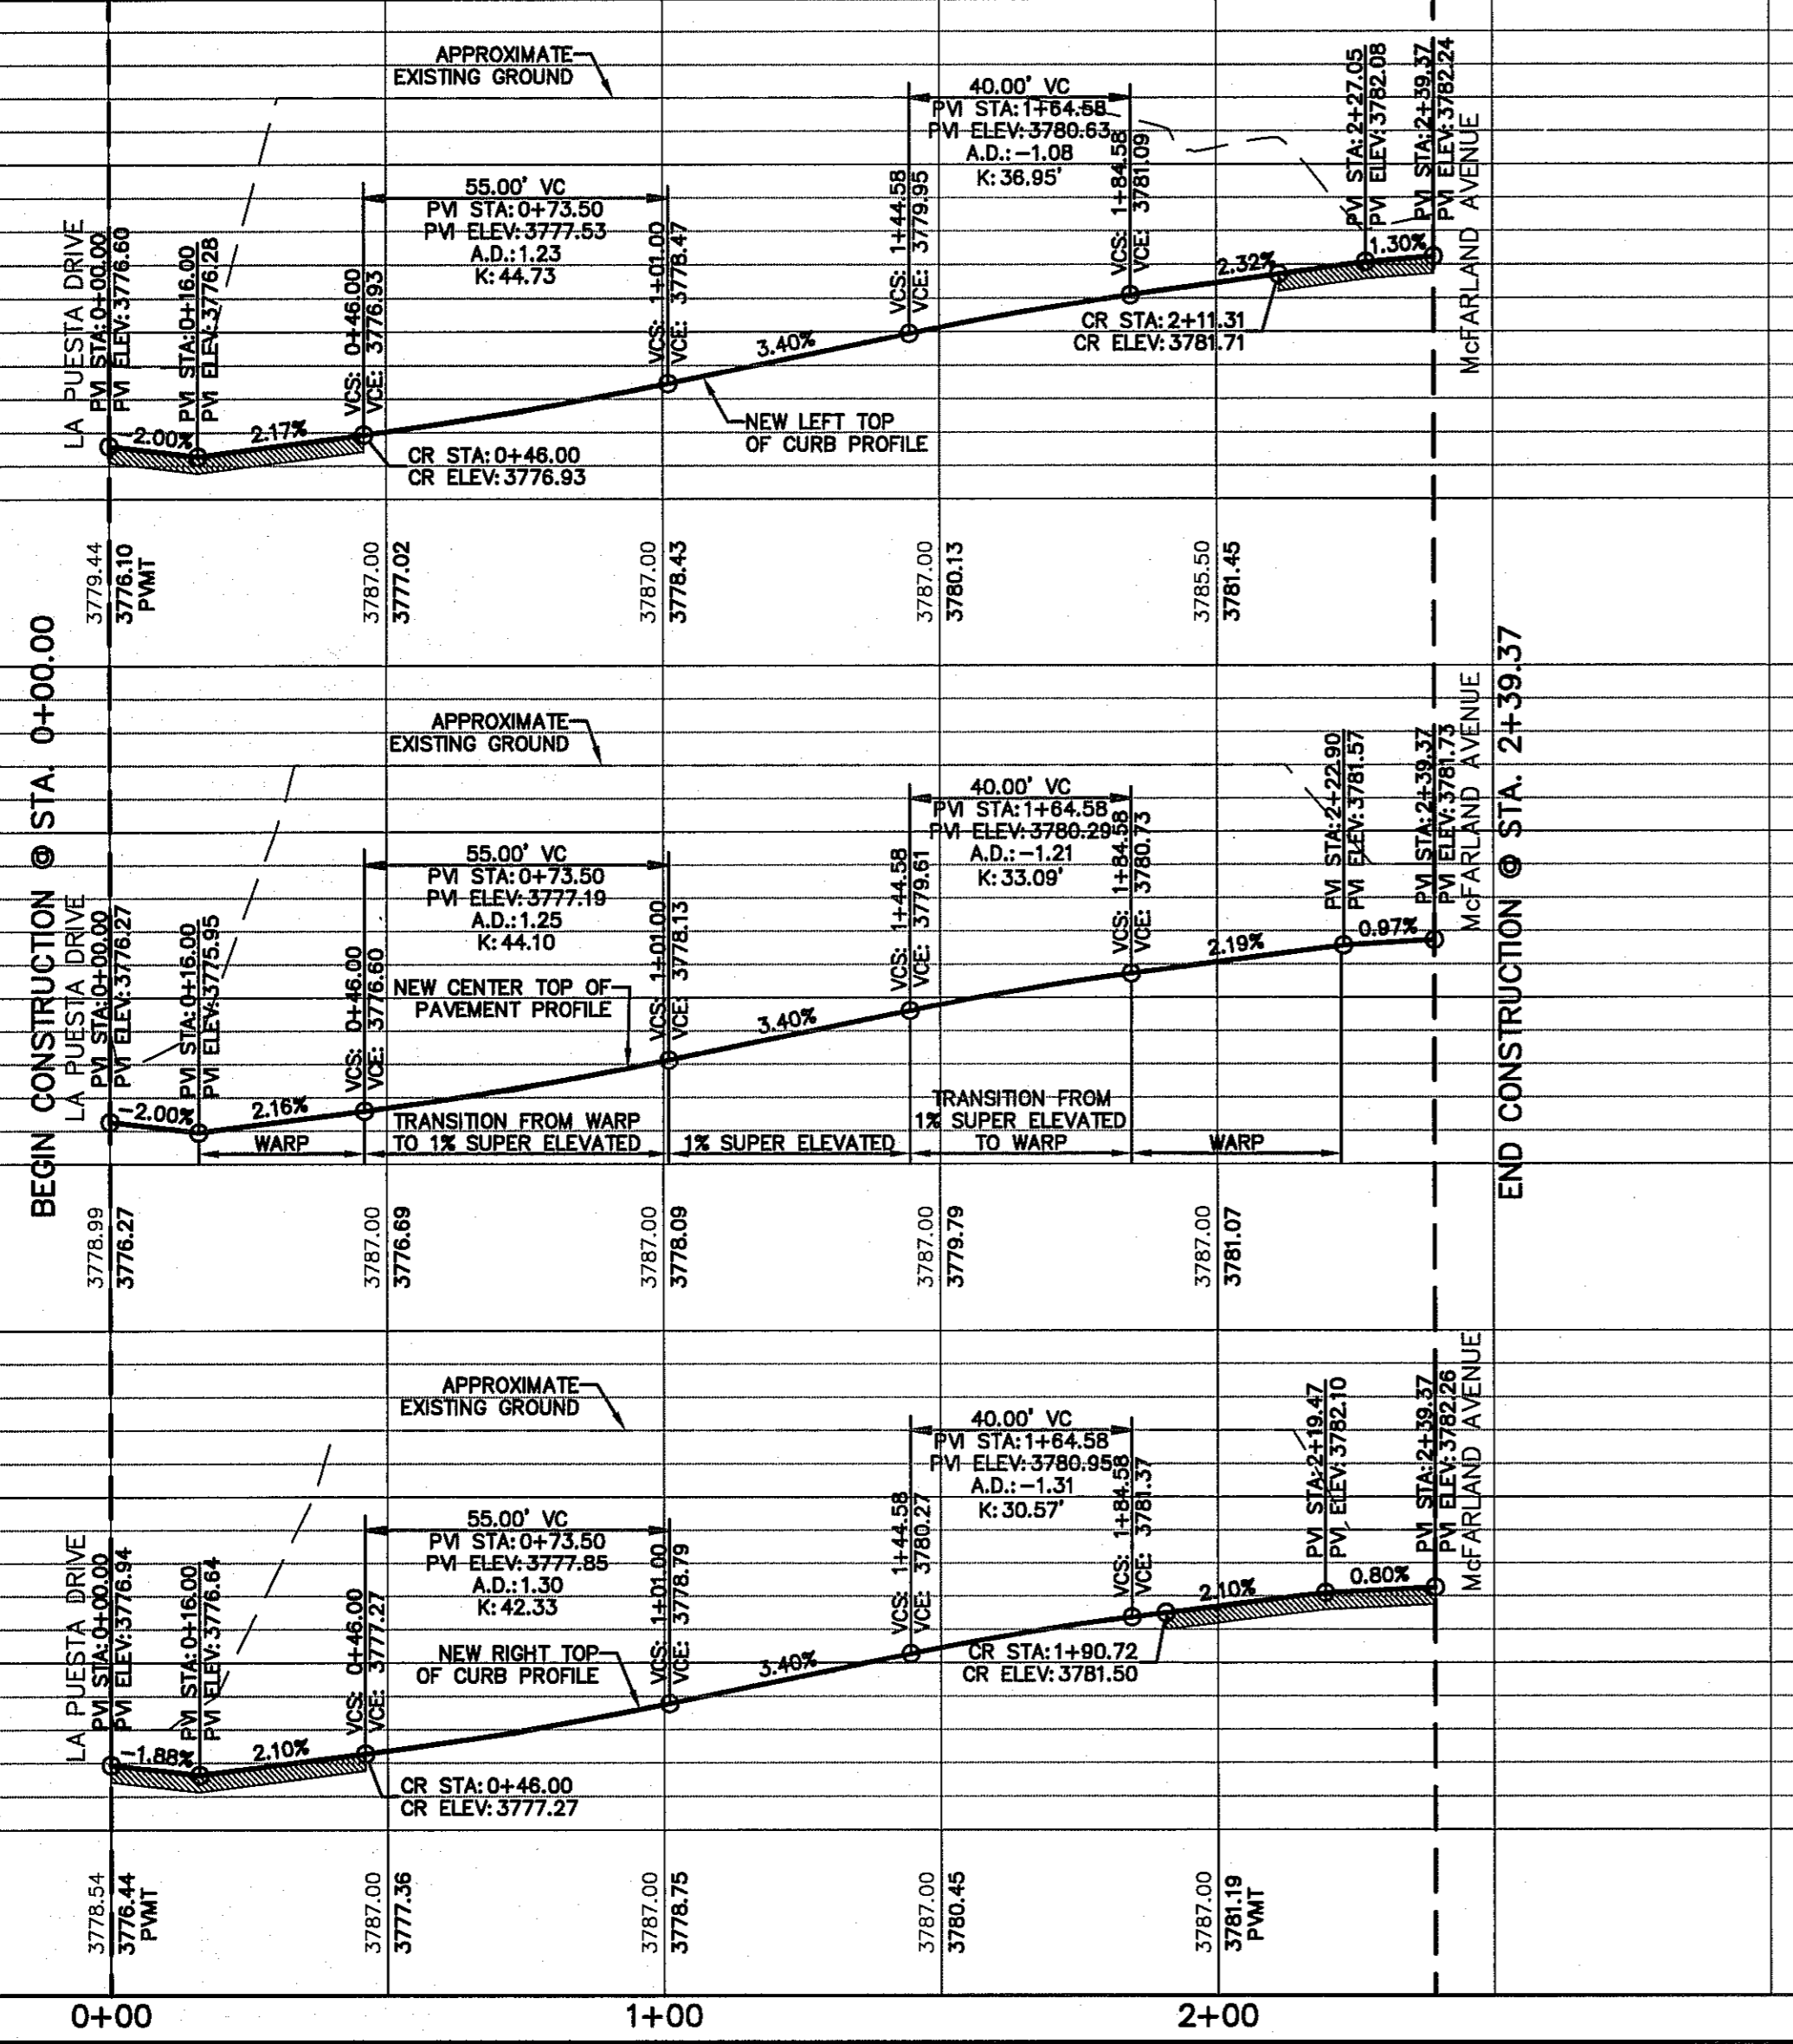 BEGIN CONSTRUCTION @ STA. 0+00.00
END CONSTRUCTION @ STA. 2+39.37
APPROXIMATE
EXISTING GROUND
LA PUESTA DRIVE
PVI STA: 0+00.00
PVI ELEV: 3776.60
PVI STA: 0+16.00
PVI ELEV: 3776.28
-2.00%
2.17%
VCS: 0+46.00
VCE: 3776.93
55.00' VC
PVI STA: 0+73.50
PVI ELEV: 3777.53
A.D.: 1.23
K: 44.73
CR STA: 0+46.00
CR ELEV: 3776.93
VCS: 1+01.00
VCE: 3778.47
3.40%
NEW LEFT TOP
OF CURB PROFILE
VCS: 1+44.58
VCE: 3779.95
40.00' VC
PVI STA: 1+64.58
PVI ELEV: 3780.63
A.D.: -1.08
K: 36.95'
VCS: 1+84.58
VCE: 3781.09
2.32%
CR STA: 2+11.31
CR ELEV: 3781.71
PVI STA: 2+27.05
PVI ELEV: 3782.08
1.30%
PVI STA: 2+39.37
PVI ELEV: 3782.24
McFARLAND AVENUE
3779.44
3776.10
PVMT
3787.00
3777.02
3787.00
3778.43
3787.00
3780.13
3785.50
3781.45
APPROXIMATE
EXISTING GROUND
LA PUESTA DRIVE
PVI STA: 0+00.00
PVI ELEV: 3776.27
PVI STA: 0+16.00
PVI ELEV: 3775.95
-2.00%
2.16%
VCS: 0+46.00
VCE: 3776.60
55.00' VC
PVI STA: 0+73.50
PVI ELEV: 3777.19
A.D.: 1.25
K: 44.10
NEW CENTER TOP OF
PAVEMENT PROFILE
VCS: 1+01.00
VCE: 3778.13
3.40%
VCS: 1+44.58
VCE: 3779.61
40.00' VC
PVI STA: 1+64.58
PVI ELEV: 3780.29
A.D.: -1.21
K: 33.09'
VCS: 1+84.58
VCE: 3780.73
2.19%
PVI STA: 2+22.90
PVI ELEV: 3781.57
0.97%
PVI STA: 2+39.37
PVI ELEV: 3781.73
McFARLAND AVENUE
WARP
TRANSITION FROM WARP
TO 1% SUPER ELEVATED
1% SUPER ELEVATED
TRANSITION FROM
1% SUPER ELEVATED
TO WARP
WARP
3778.99
3776.27
3787.00
3776.69
3787.00
3778.09
3787.00
3779.79
3787.00
3781.07
APPROXIMATE
EXISTING GROUND
LA PUESTA DRIVE
PVI STA: 0+00.00
PVI ELEV: 3776.94
PVI STA: 0+16.00
PVI ELEV: 3776.64
-1.88%
2.10%
VCS: 0+46.00
VCE: 3777.27
55.00' VC
PVI STA: 0+73.50
PVI ELEV: 3777.85
A.D.: 1.30
K: 42.33
NEW RIGHT TOP
OF CURB PROFILE
CR STA: 0+46.00
CR ELEV: 3777.27
VCS: 1+01.00
VCE: 3778.79
3.40%
VCS: 1+44.58
VCE: 3780.27
40.00' VC
PVI STA: 1+64.58
PVI ELEV: 3780.95
A.D.: -1.31
K: 30.57'
VCS: 1+84.58
VCE: 3781.37
CR STA: 1+90.72
CR ELEV: 3781.50
2.10%
PVI STA: 2+19.47
PVI ELEV: 3782.10
0.80%
PVI STA: 2+39.37
PVI ELEV: 3782.26
McFARLAND AVENUE
3778.54
3776.44
PVMT
3787.00
3777.36
3787.00
3778.75
3787.00
3780.45
3787.00
3781.19
PVMT
0+00
1+00
2+00